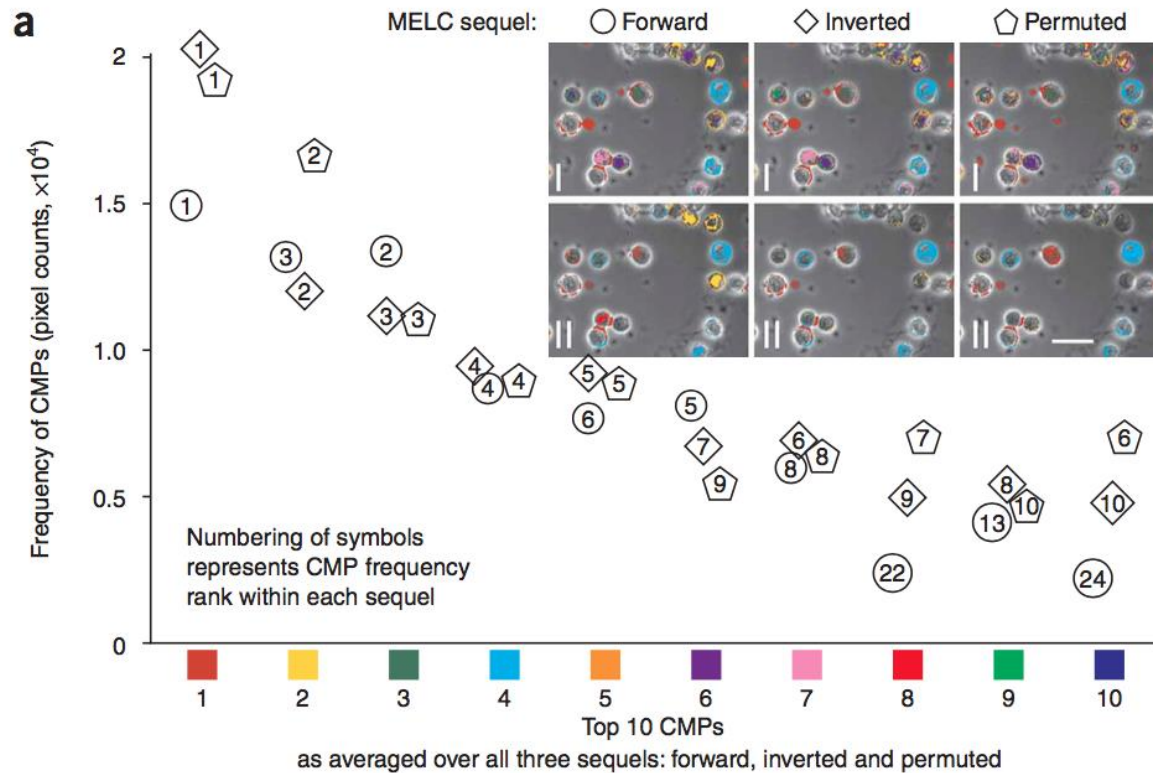 a
MELC sequel: Forward Inverted Permuted
Frequency of CMPs (pixel counts, ×10⁴)
2
1.5
1.0
0.5
0
1
1
1
2
3
2
2
3
3
4
4
4
5
5
6
5
7
9
6
8
8
7
9
22
8
10
13
6
10
24
I
I
I
II
II
II
Numbering of symbols
represents CMP frequency
rank within each sequel
1 2 3 4 5 6 7 8 9 10
Top 10 CMPs
as averaged over all three sequels: forward, inverted and permuted